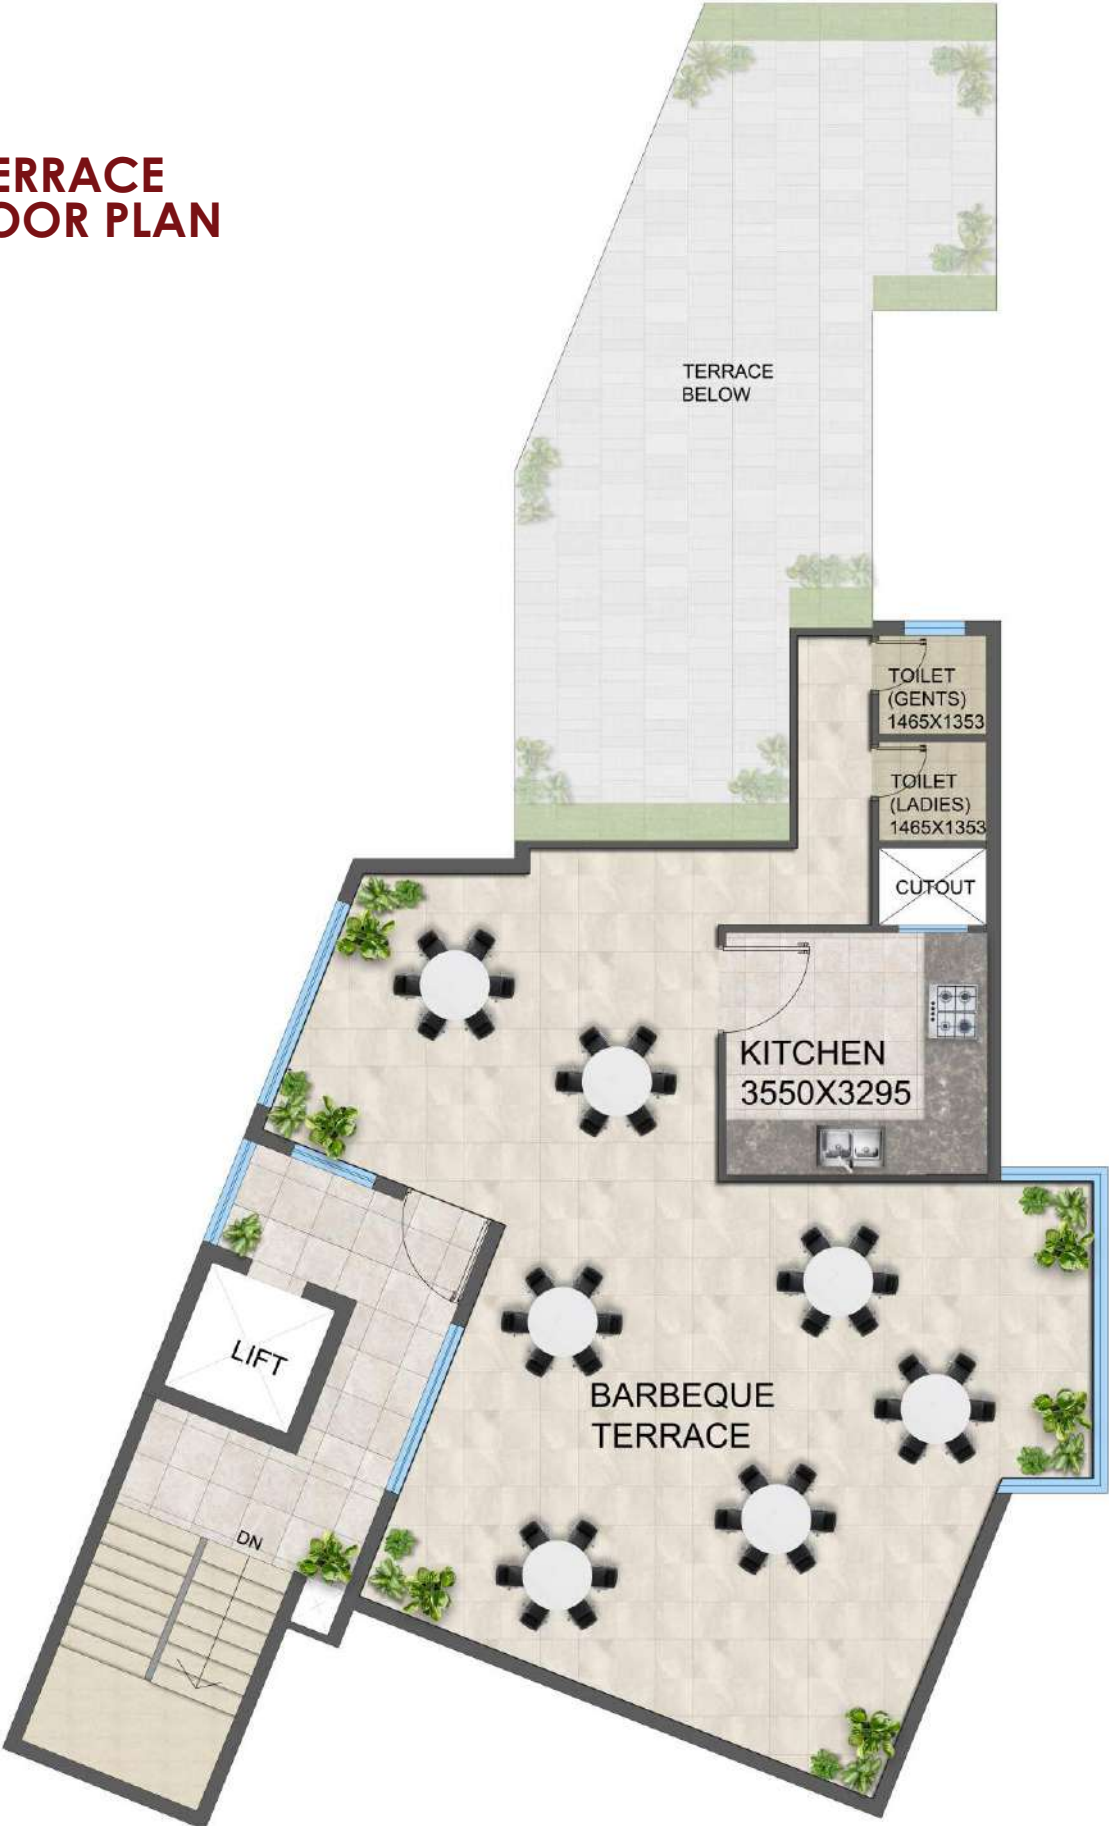 ERRACE
OOR PLAN
TERRACE
BELOW
TOILET
(GENTS)
1465X1353
TOILET
(LADIES)
1465X1353
CUTOUT
KITCHEN
3550X3295
LIFT
BARBEQUE
TERRACE
DN